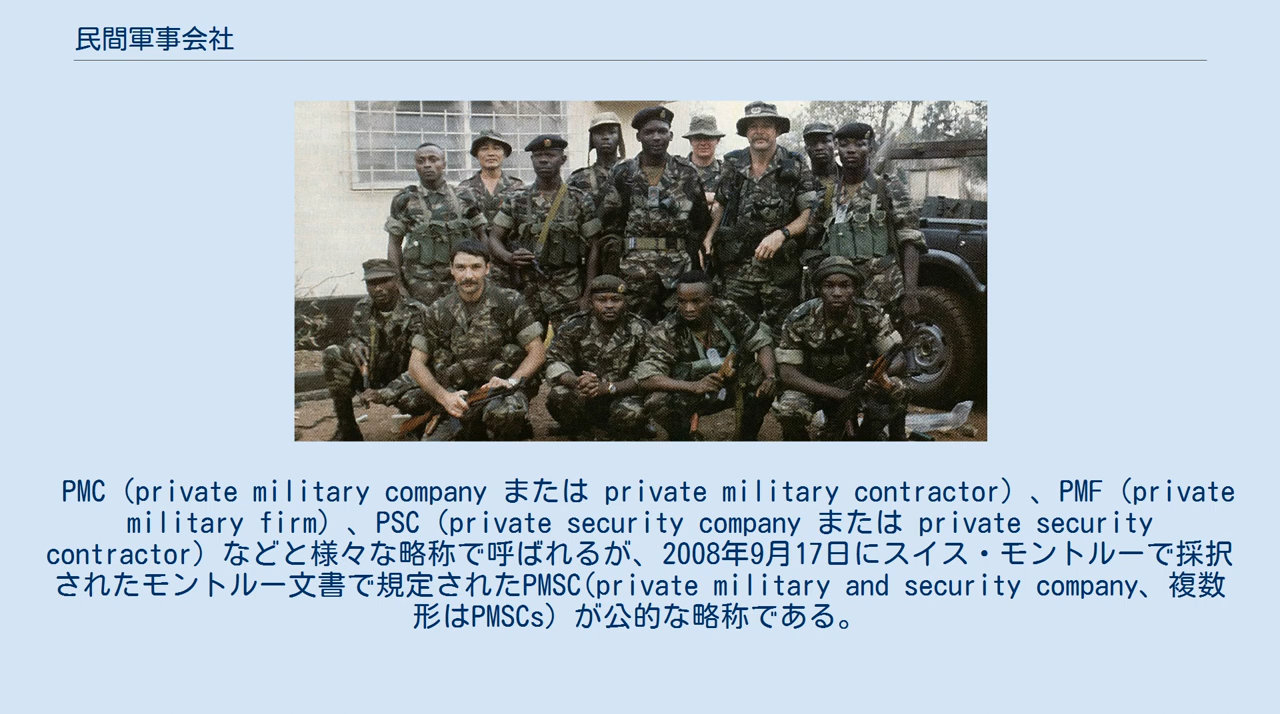 民間軍事会社
PMC（private military company または private military contractor）、PMF（private
military firm）、PSC（private security company または private security
contractor）などと様々な略称で呼ばれるが、2008年9月17日にスイス・モントルーで採択
されたモントルー文書で規定されたPMSC(private military and security company、複数
形はPMSCs）が公的な略称である。